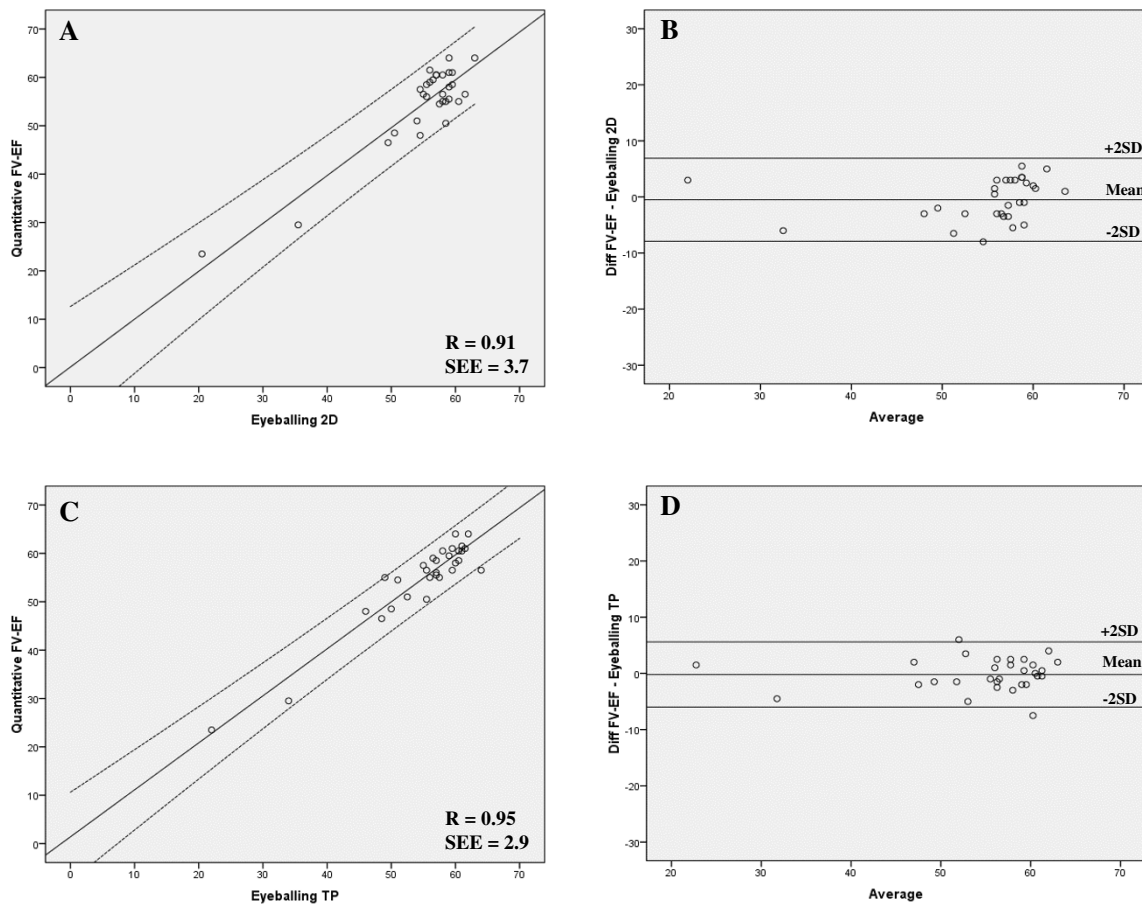 A
Quantitative FV-EF
70
60
50
40
30
20
10
0
R = 0.91
SEE = 3.7
0 10 20 30 40 50 60 70
Eyeballing 2D
B
Diff FV-EF - Eyeballing 2D
30
20
10
0
-10
-20
-30
+2SD
Mean
-2SD
20 30 40 50 60 70
Average
C
Quantitative FV-EF
70
60
50
40
30
20
10
0
R = 0.95
SEE = 2.9
0 10 20 30 40 50 60 70
Eyeballing TP
D
Diff FV-EF - Eyeballing TP
30
20
10
0
-10
-20
-30
+2SD
Mean
-2SD
20 30 40 50 60 70
Average